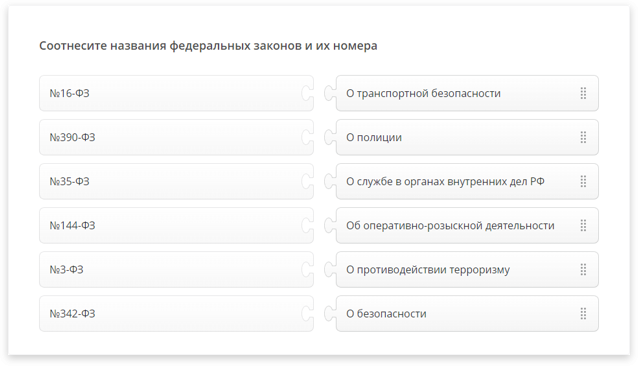 Соотнесите названия федеральных законов и их номера
№16-ФЗ
О транспортной безопасности
№390-ФЗ
О полиции
№35-ФЗ
О службе в органах внутренних дел РФ
№144-ФЗ
Об оперативно-розыскной деятельности
№3-ФЗ
О противодействии терроризму
№342-ФЗ
О безопасности